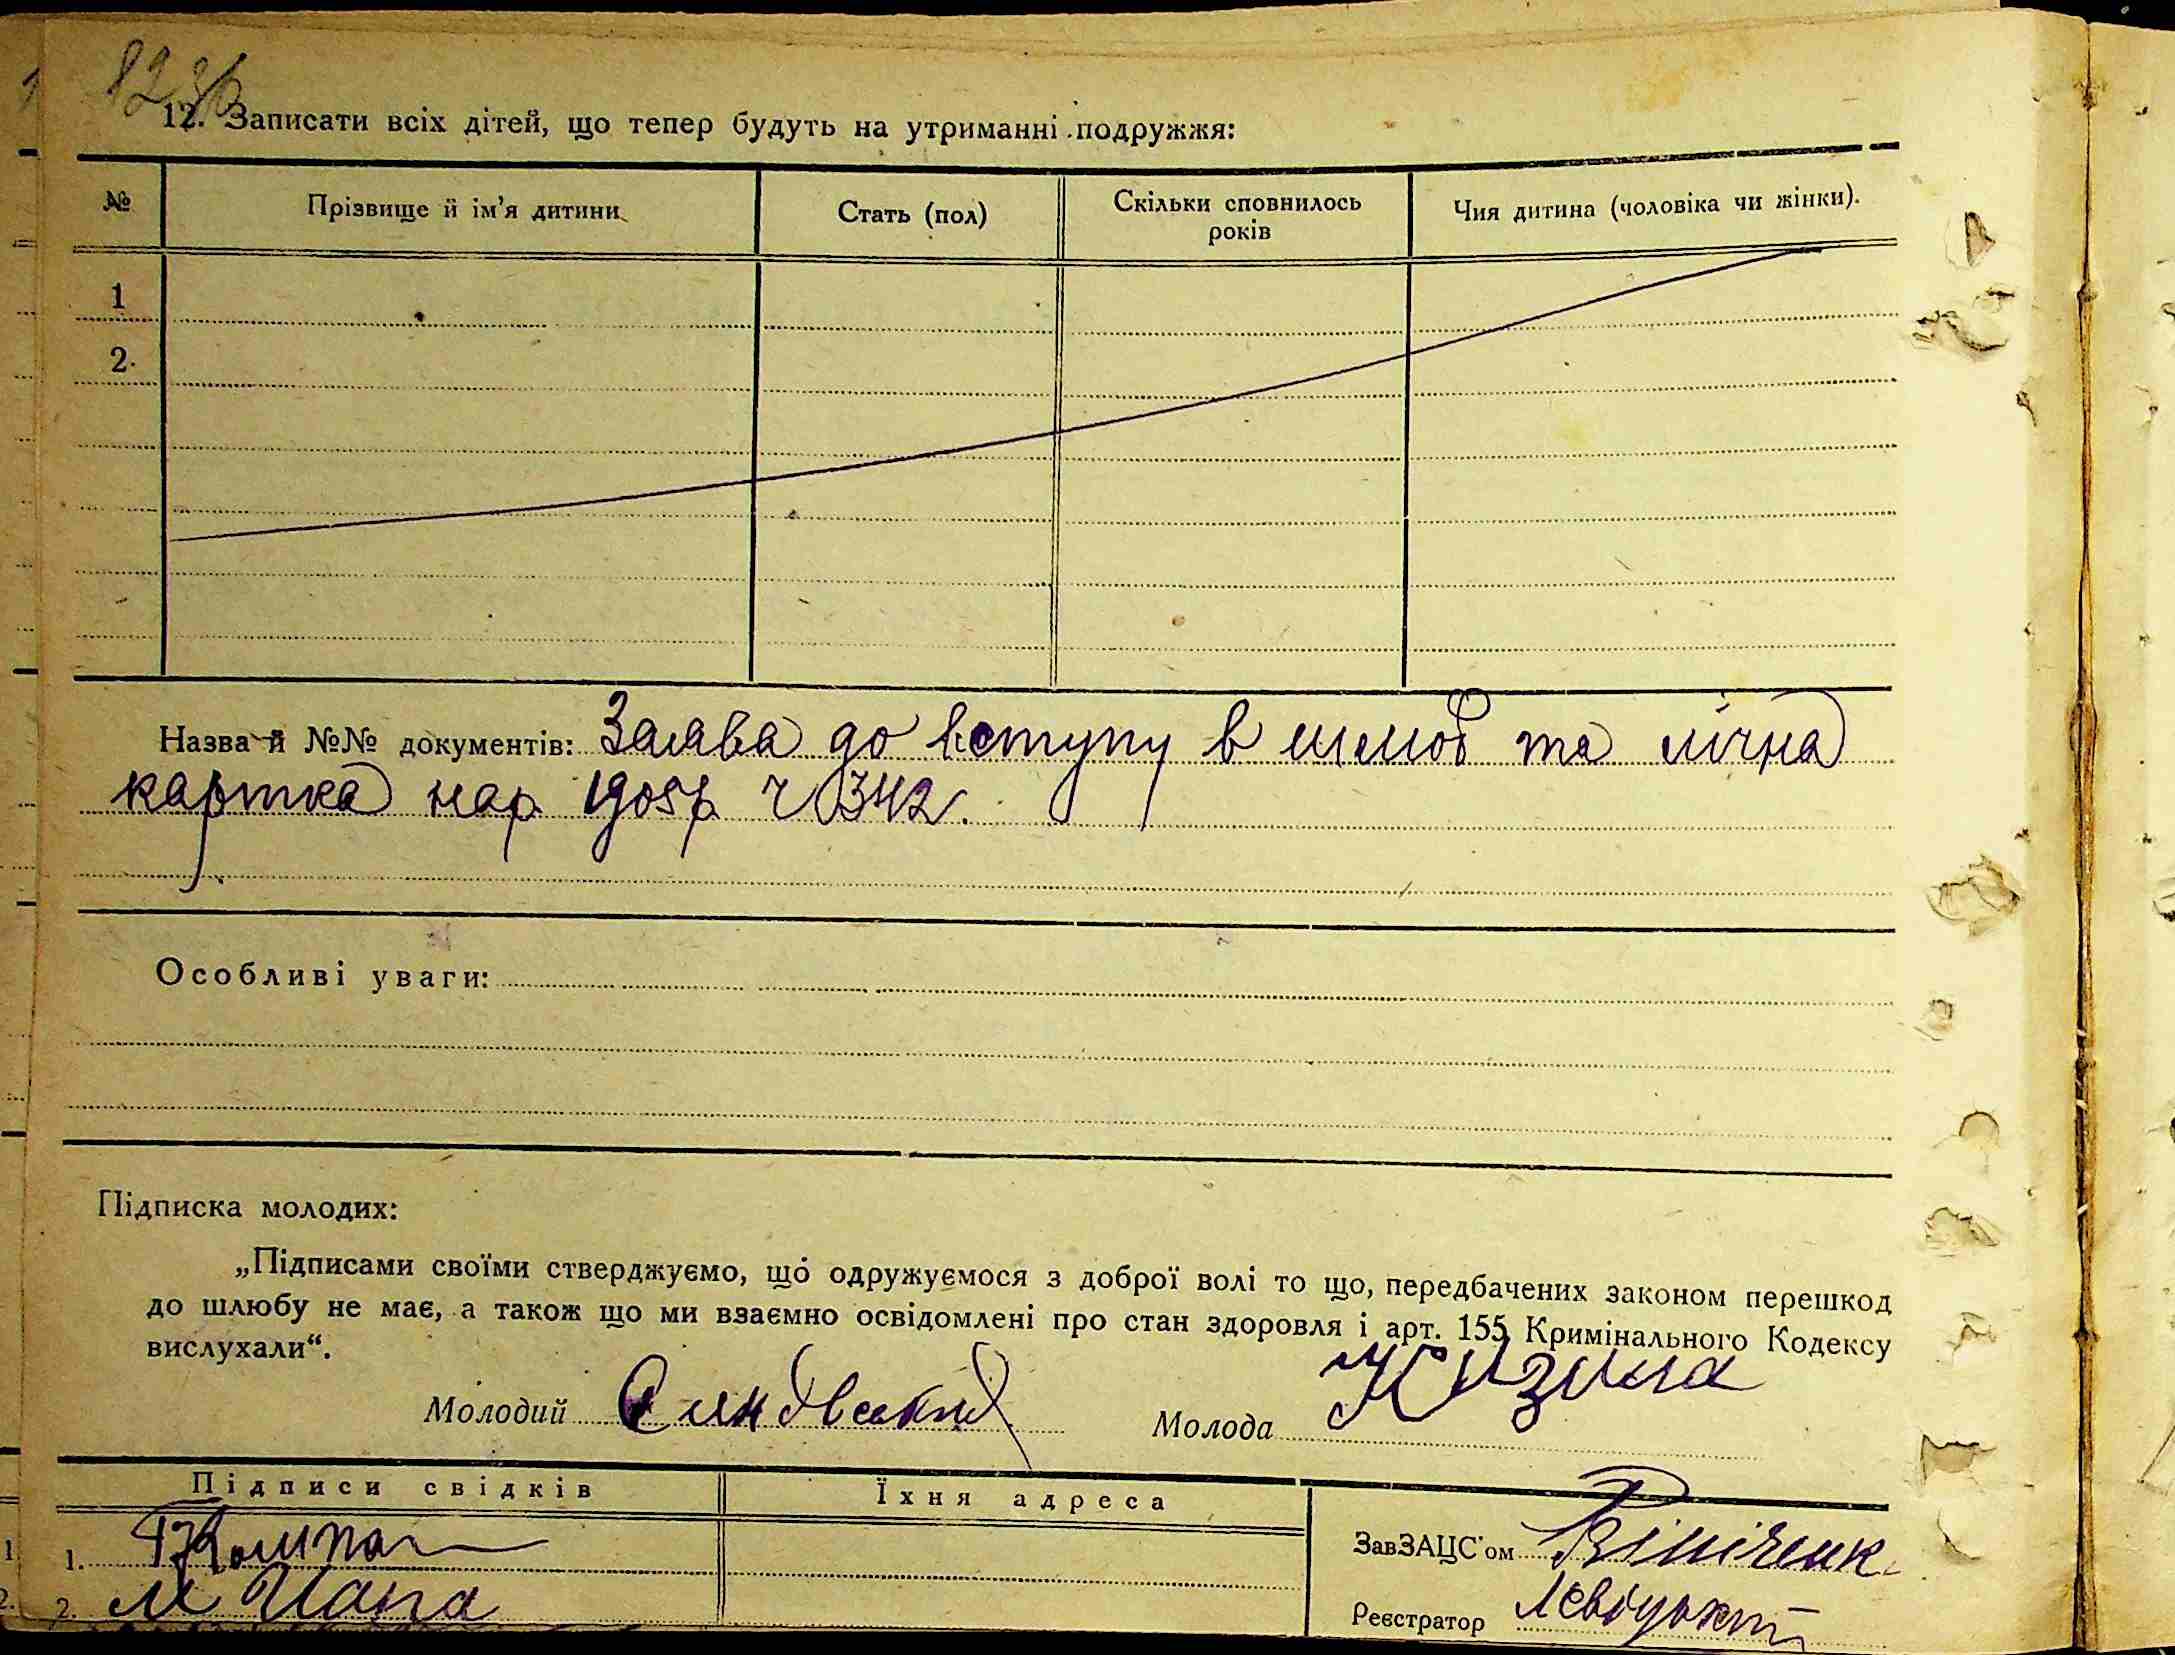 12. Записати всіх дітей, що тепер будуть на утриманні подружжя:
№ Прізвище й ім’я дитини Стать (пол) Скільки сповнилось років Чия дитина (чоловіка чи жінки).
1
2
Назва й №№ документів: Заява до вступу в шлюб та лічна
картка нар 1905р ч 342.
Особливі уваги:
Підписка молодих:
„Підписами своїми стверджуємо, що одружуємося з доброї волі то що, передбачених законом перешкод
до шлюбу не має, а також що ми взаємно освідомлені про стан здоровля і арт. 155 Кримінального Кодексу
вислухали“.
Молодий Молода
Підписи свідків Їхня адреса
1. ЗавЗАЦС'ом
2. Реєстратор